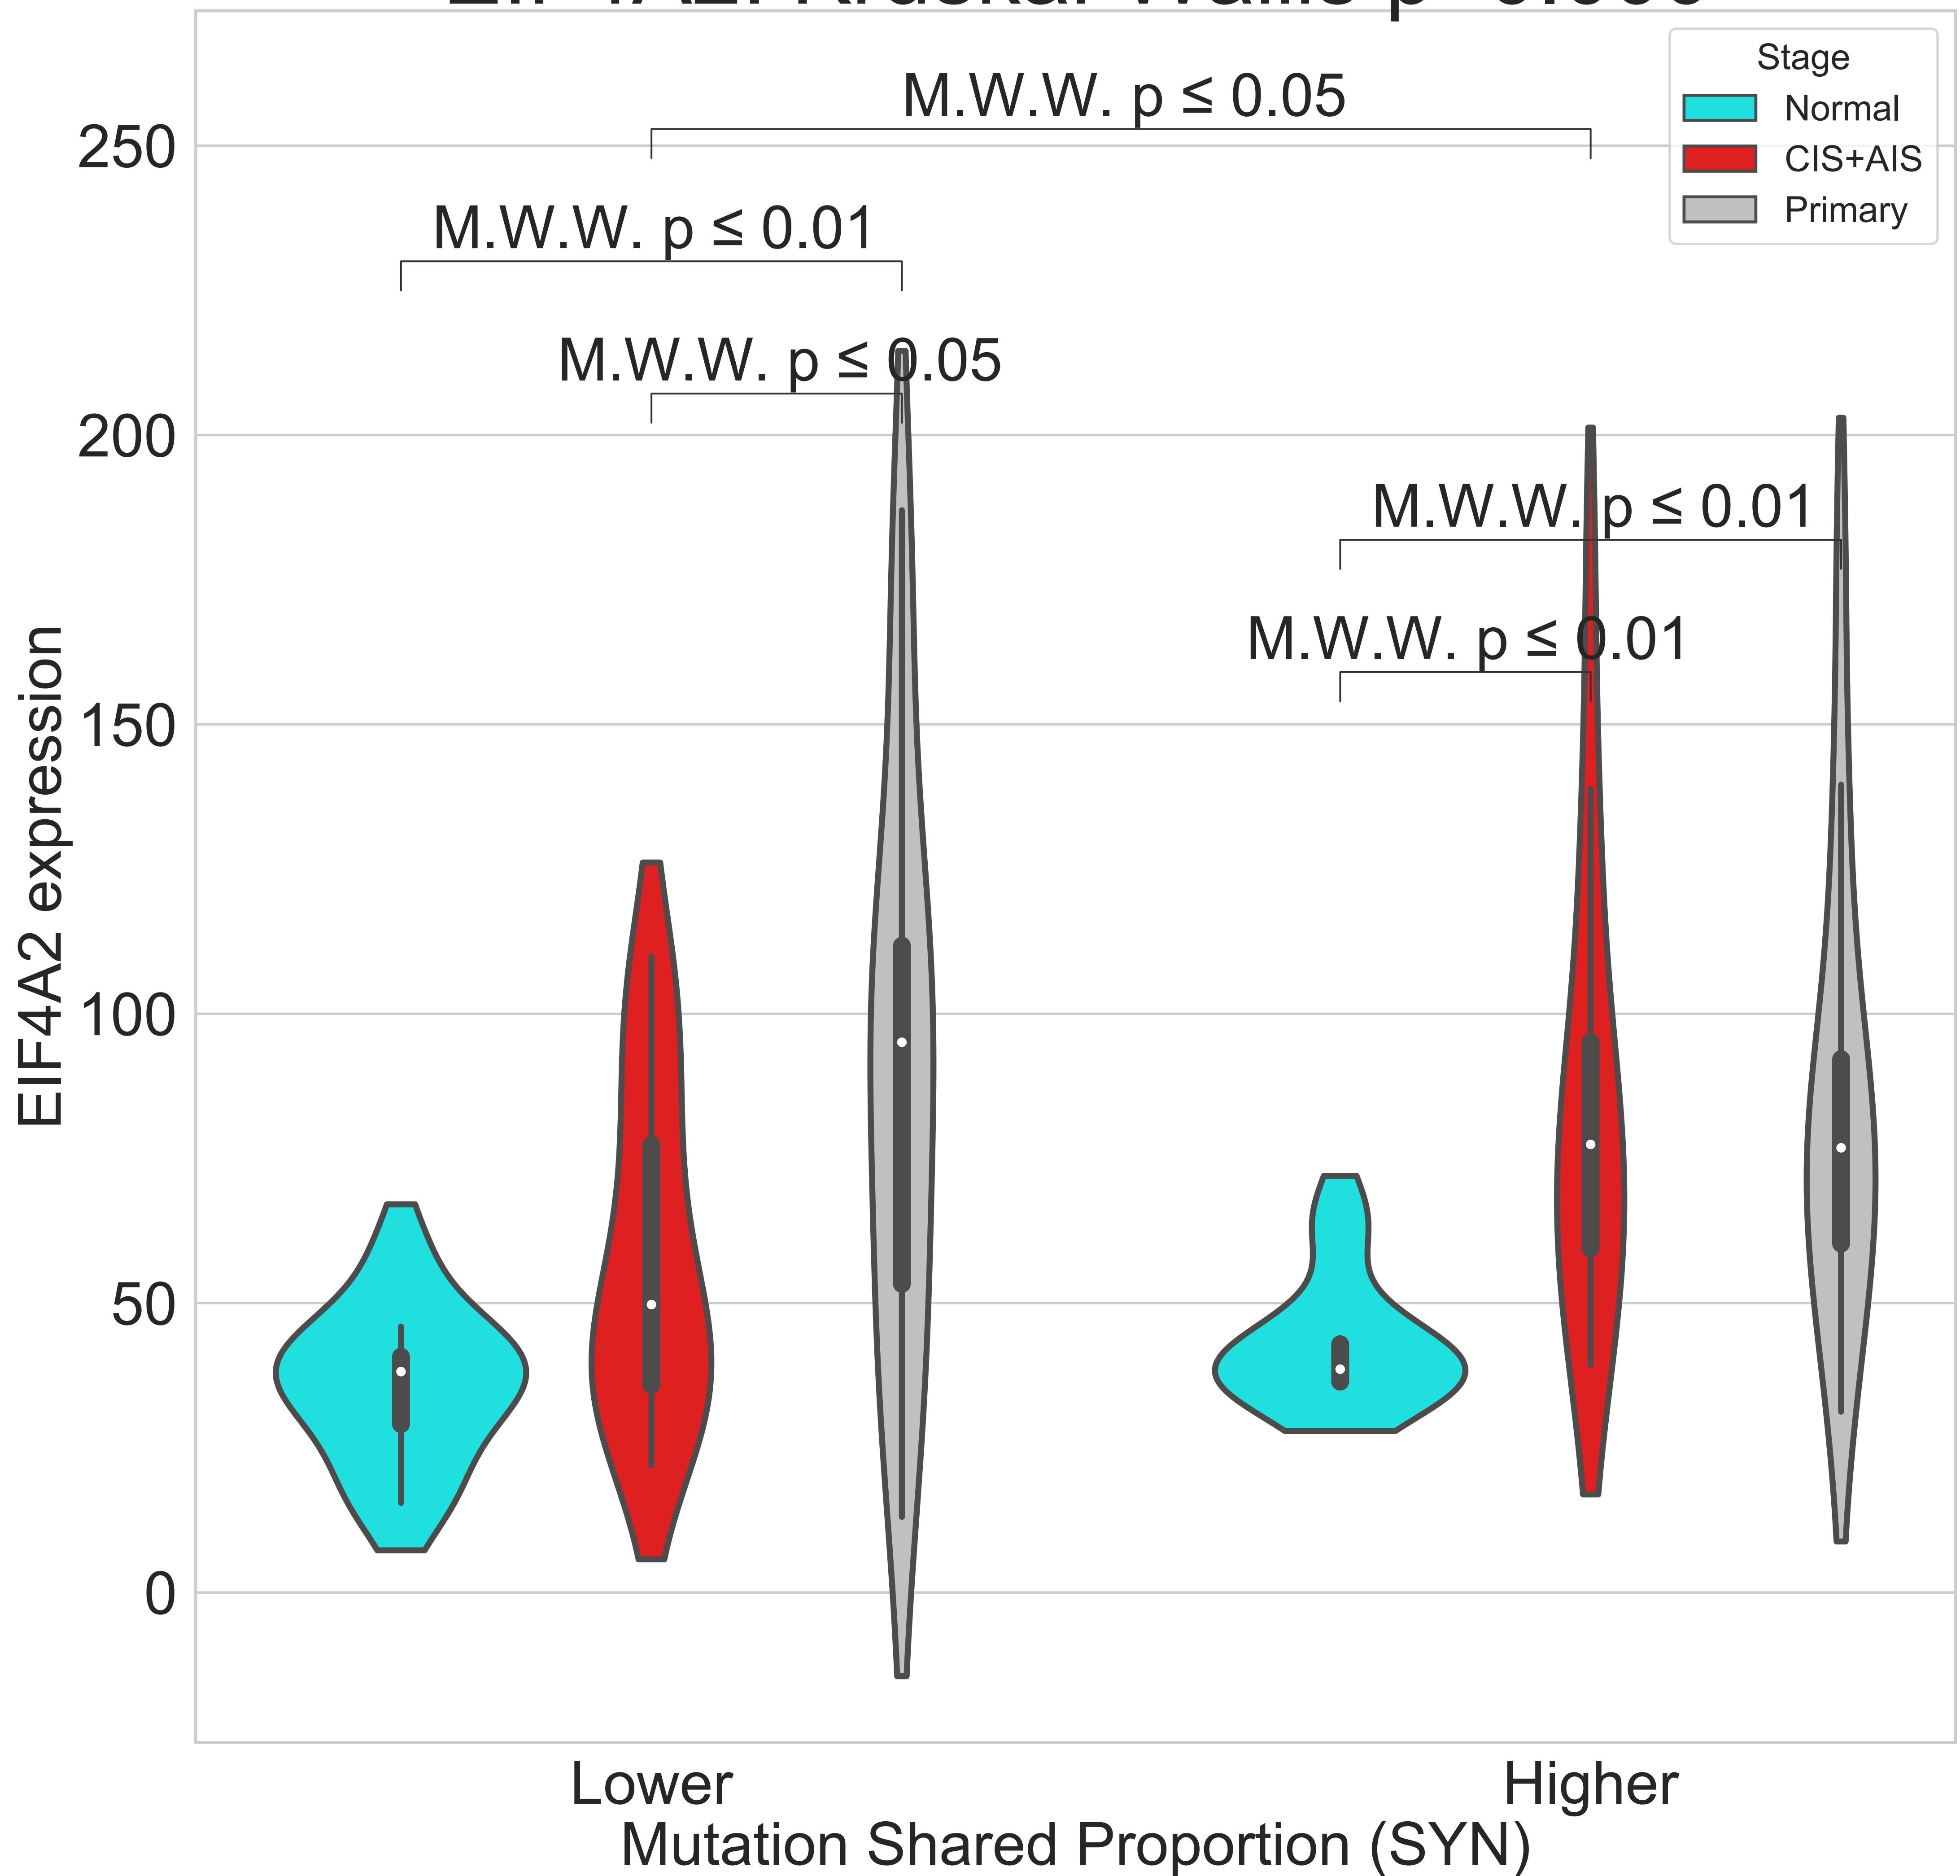 Stage
Normal
CIS+AIS
Primary
M.W.W. p ≤ 0.05
M.W.W. p ≤ 0.01
M.W.W. p ≤ 0.05
M.W.W. p ≤ 0.01
M.W.W. p ≤ 0.01
250
200
150
100
50
0
EIF4A2 expression
Lower
Higher
Mutation Shared Proportion (SYN)